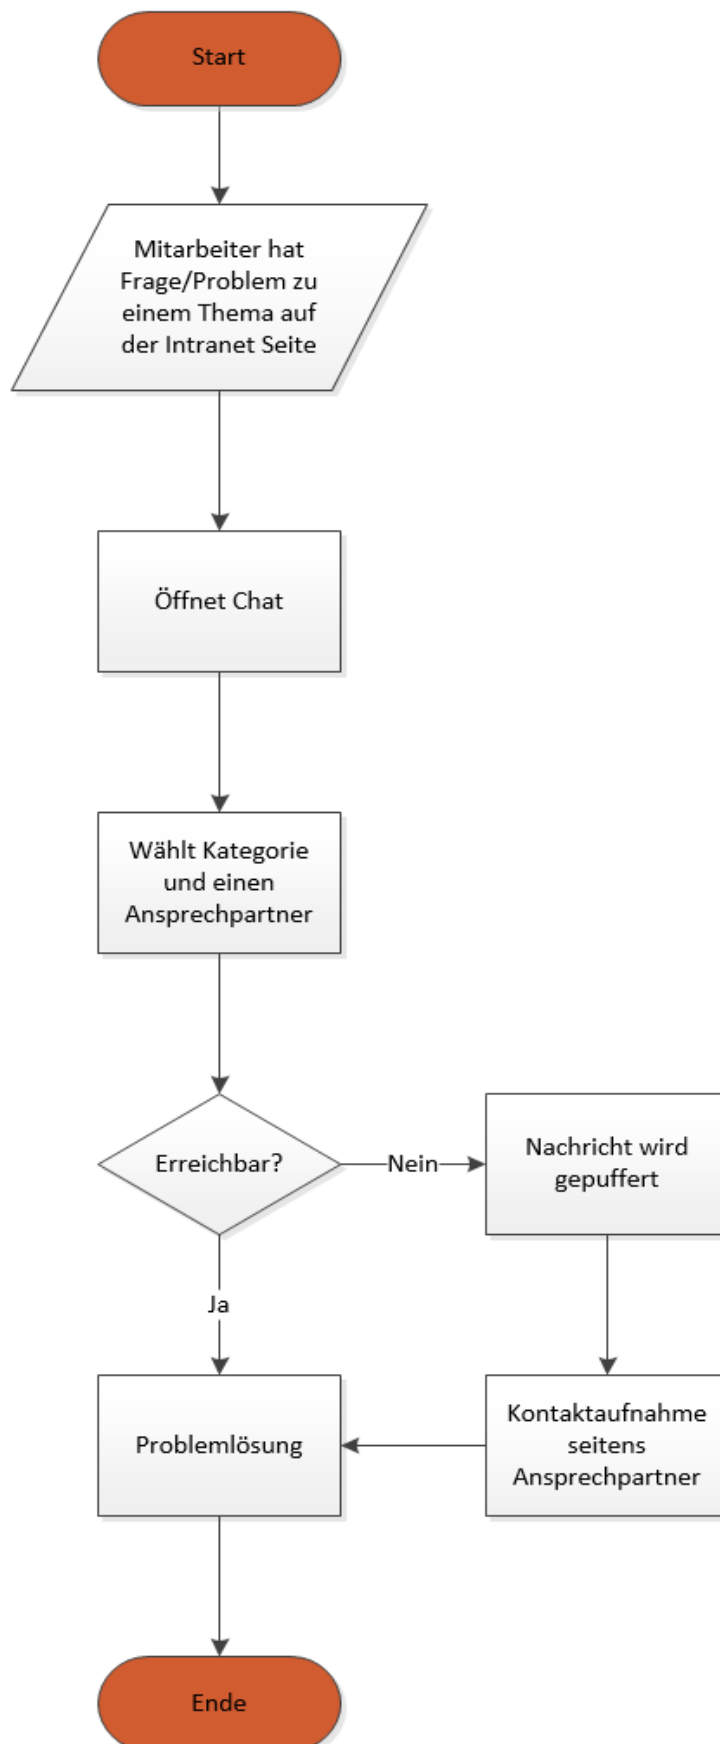 Start
Mitarbeiter hat
Frage/Problem zu
einem Thema auf
der Intranet Seite
Öffnet Chat
Wählt Kategorie
und einen
Ansprechpartner
Erreichbar?
Nein
Nachricht wird
gepuffert
Ja
Problemlösung
Kontaktaufnahme
seitens
Ansprechpartner
Ende